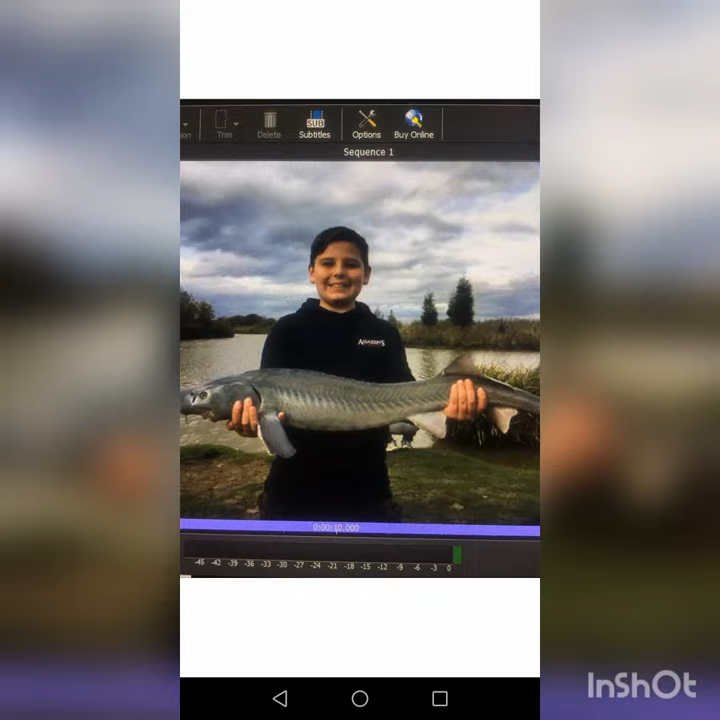 Trim Delete Subtitles Options Buy Online
SUB
Sequence 1
ASSASSIN'S
0:00:10.000
-45 -42 -39 -36 -33 -30 -27 -24 -21 -18 -15 -12 -9 -6 -3 0
INSHOT